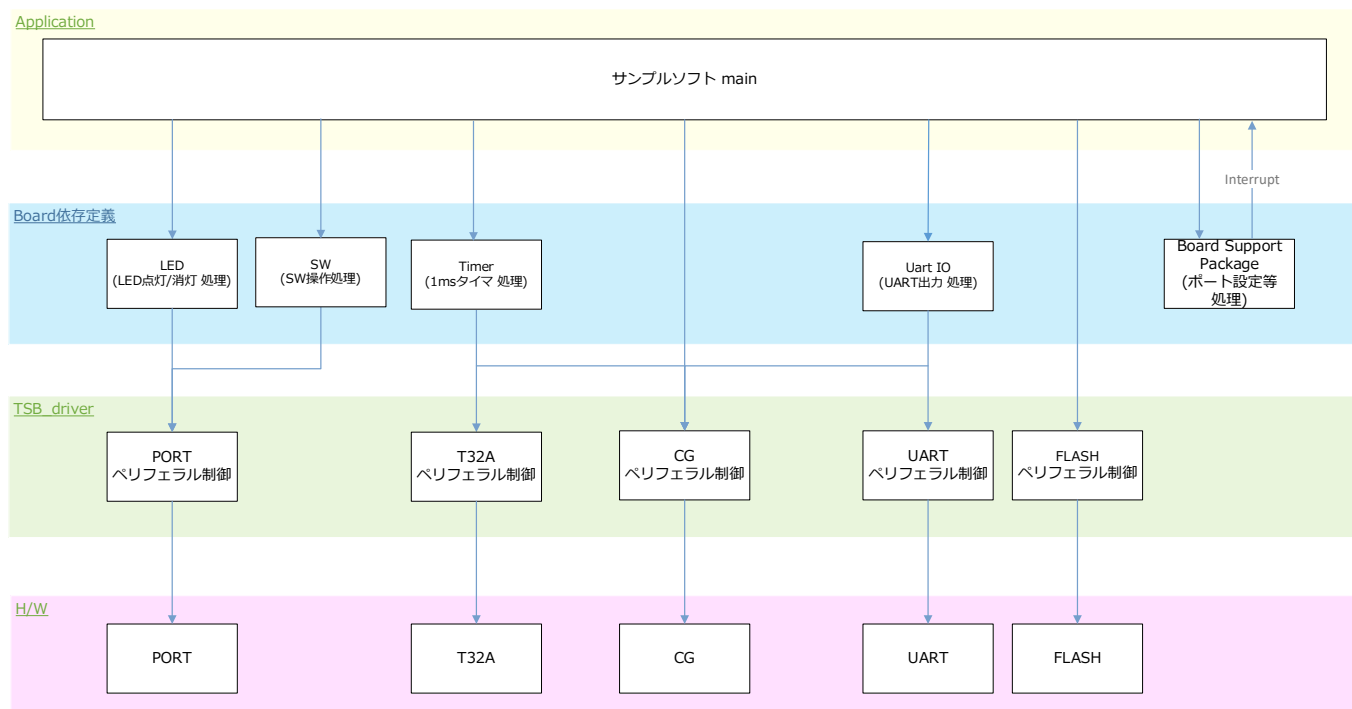 Application
サンプルソフト main
Interrupt
Board依存定義
LED
(LED点灯/消灯 処理)
SW
(SW操作処理)
Timer
(1msタイマ 処理)
Uart IO
(UART出力 処理)
Board Support
Package
(ポート設定等
処理)
TSB_driver
PORT
ペリフェラル制御
T32A
ペリフェラル制御
CG
ペリフェラル制御
UART
ペリフェラル制御
FLASH
ペリフェラル制御
H/W
PORT
T32A
CG
UART
FLASH